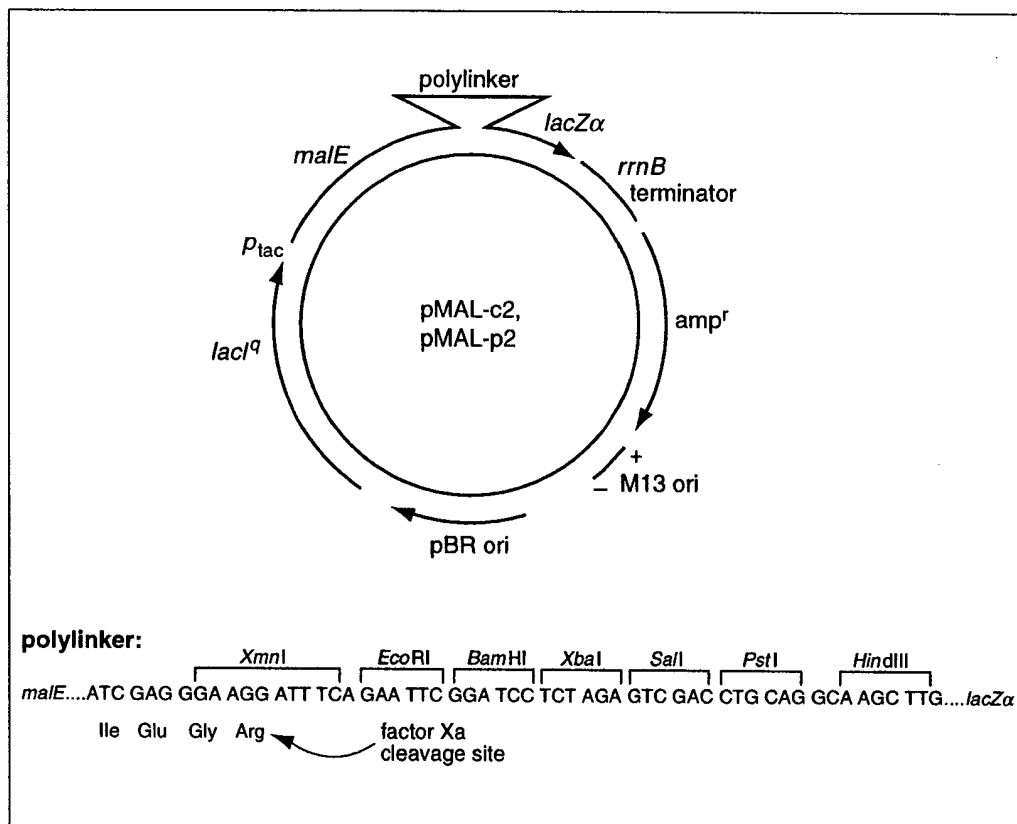 polylinker
lacZα
malE
rrnB
terminator
p_tac
pMAL-c2,
pMAL-p2
amp^r
lacI^q
+
– M13 ori
pBR ori
polylinker:
XmnI EcoRI BamHI XbaI SalI PstI HindIII
malE....ATC GAG GGA AGG ATT TCA GAA TTC GGA TCC TCT AGA GTC GAC CTG CAG GCA AGC TTG....lacZα
Ile Glu Gly Arg factor Xa
cleavage site